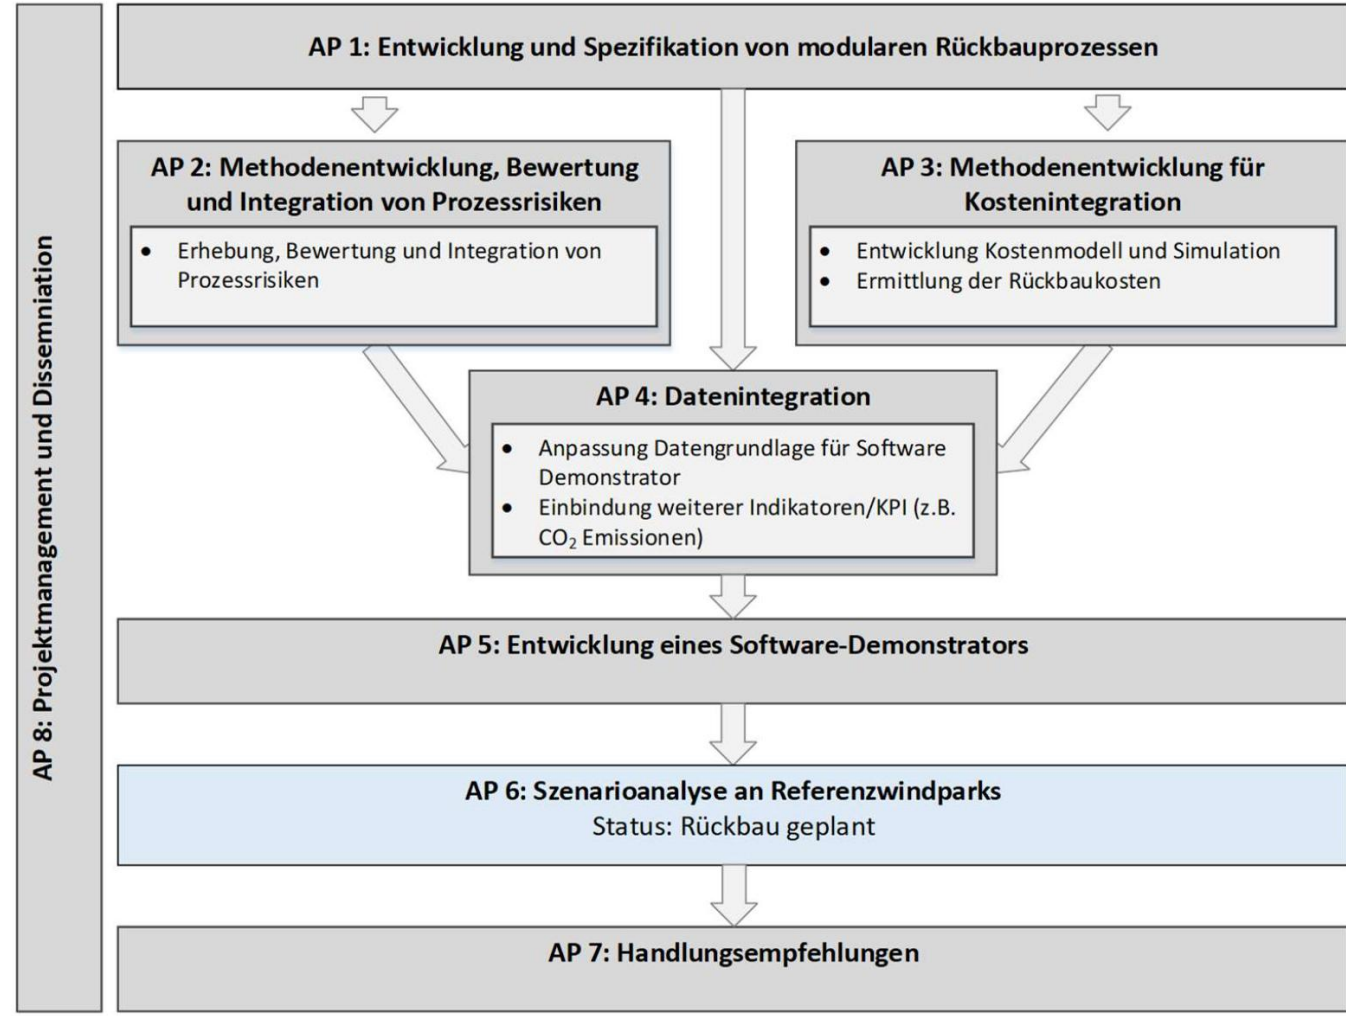 AP 8: Projektmanagement und Dissemniation
AP 1: Entwicklung und Spezifikation von modularen Rückbauprozessen
AP 2: Methodenentwicklung, Bewertung
und Integration von Prozessrisiken
• Erhebung, Bewertung und Integration von
Prozessrisiken
AP 3: Methodenentwicklung für
Kostenintegration
• Entwicklung Kostenmodell und Simulation
• Ermittlung der Rückbaukosten
AP 4: Datenintegration
• Anpassung Datengrundlage für Software
Demonstrator
• Einbindung weiterer Indikatoren/KPI (z.B.
CO₂ Emissionen)
AP 5: Entwicklung eines Software-Demonstrators
AP 6: Szenarioanalyse an Referenzwindparks
Status: Rückbau geplant
AP 7: Handlungsempfehlungen